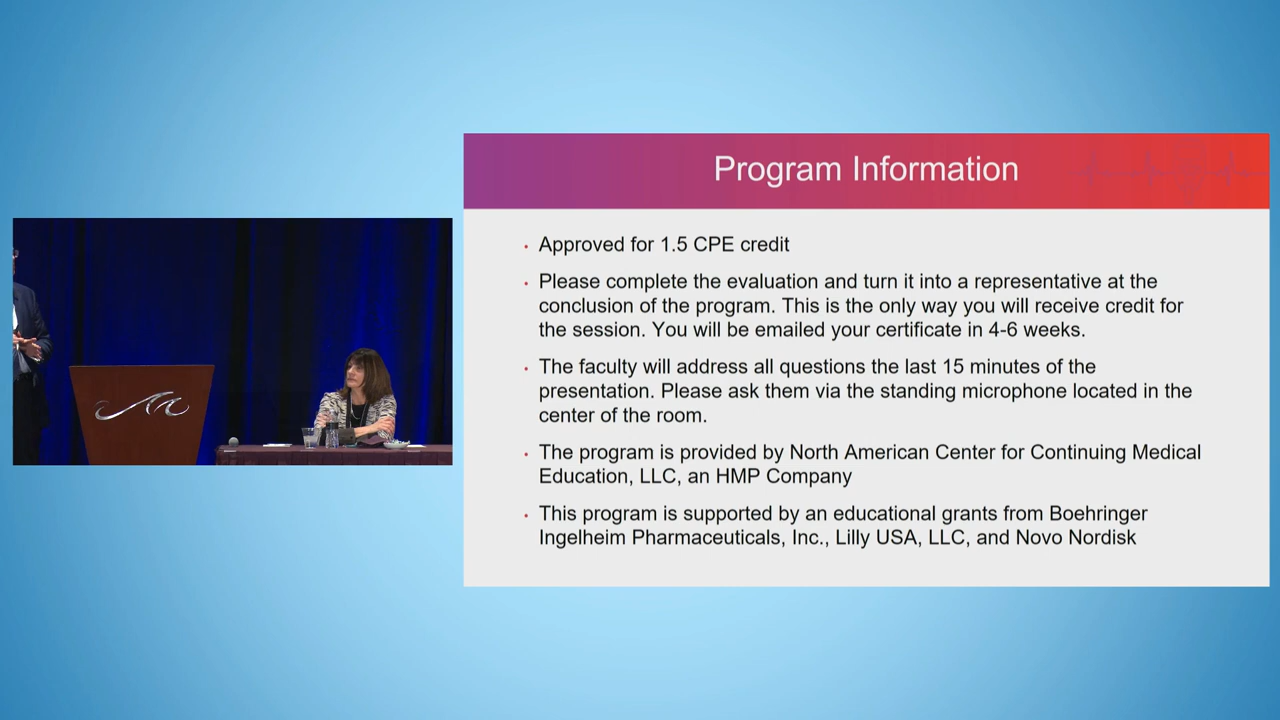 Program Information
• Approved for 1.5 CPE credit
• Please complete the evaluation and turn it into a representative at the
conclusion of the program. This is the only way you will receive credit for
the session. You will be emailed your certificate in 4-6 weeks.
• The faculty will address all questions the last 15 minutes of the
presentation. Please ask them via the standing microphone located in the
center of the room.
• The program is provided by North American Center for Continuing Medical
Education, LLC, an HMP Company
• This program is supported by an educational grants from Boehringer
Ingelheim Pharmaceuticals, Inc., Lilly USA, LLC, and Novo Nordisk